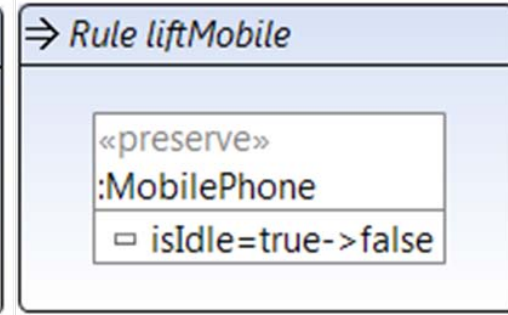 Rule liftMobile
«preserve»
:MobilePhone
isIdle=true->false